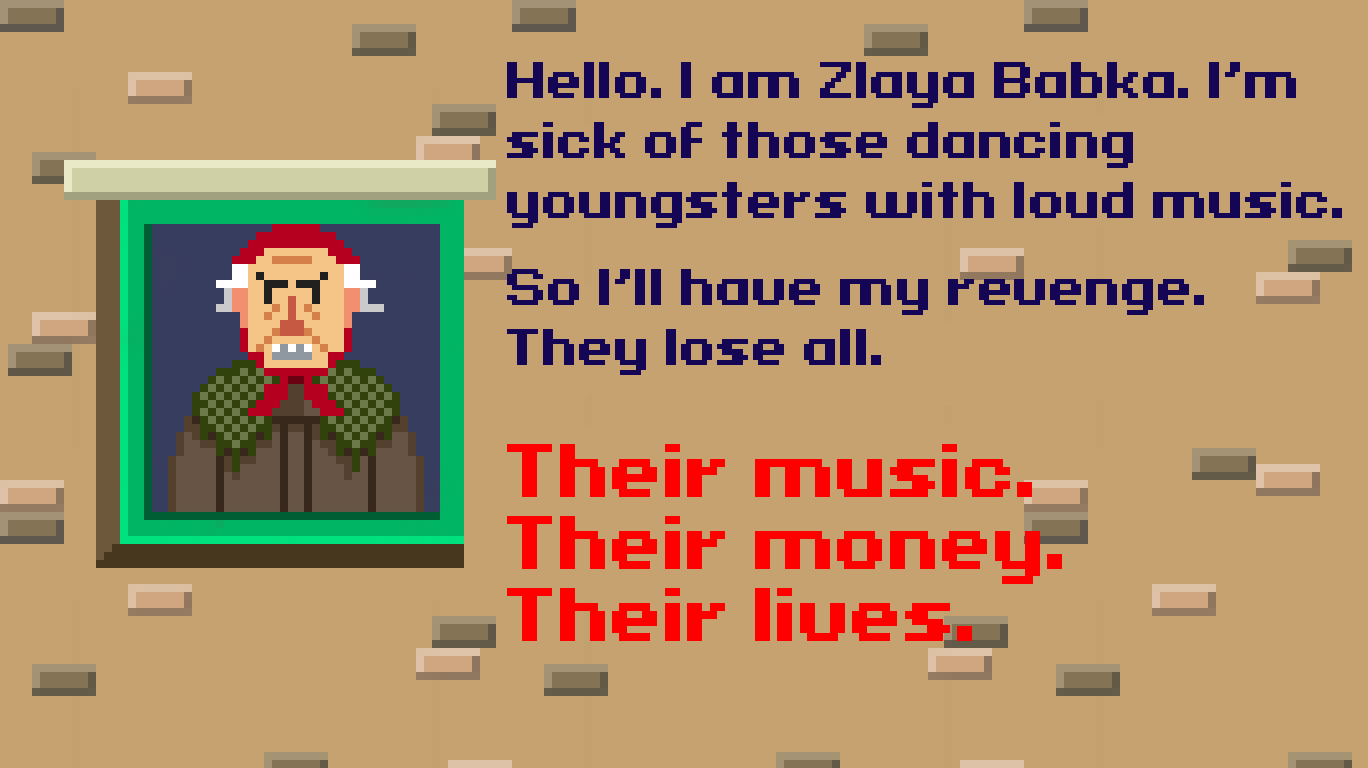 Hello. I am Zlaya Babka. I’m
sick of those dancing
youngsters with loud music.
So I’ll have my revenge.
They lose all.
Their music.
Their money.
Their lives.